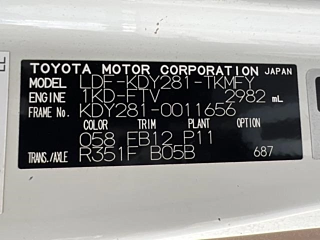 TOYOTA MOTOR CORPORATION JAPAN
MODEL LDF-KDY281-TKMFY
ENGINE 1KD-FTV 2982 mL
FRAME No. KDY281-0011656
COLOR TRIM PLANT OPTION
058 FB12 P11
TRANS./AXLE R351F B05B 687